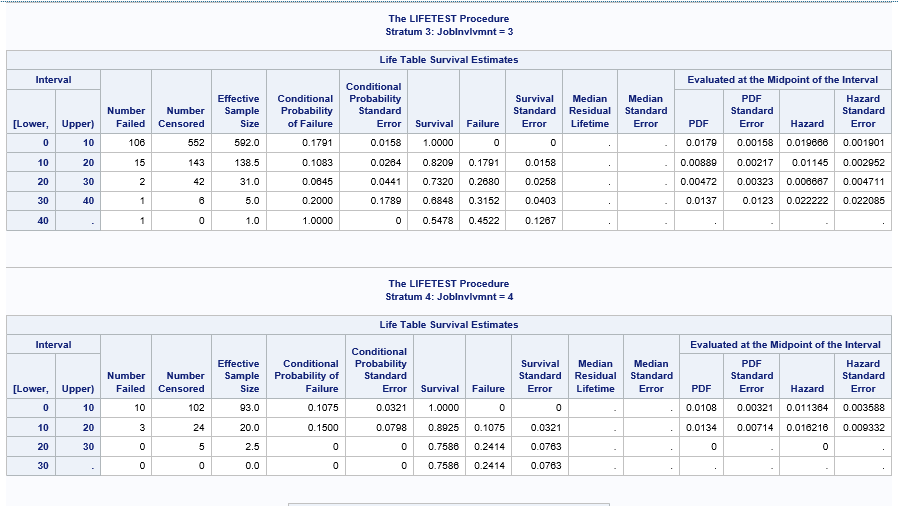 The LIFETEST Procedure
Stratum 3: JobInvlvmnt = 3
Life Table Survival Estimates
Interval Evaluated at the Midpoint of the Interval
[Lower, Upper) Number Failed Number Censored Effective Sample Size Conditional Probability of Failure Conditional Probability Standard Error Survival Failure Survival Standard Error Median Residual Lifetime Median Standard Error PDF PDF Standard Error Hazard Hazard Standard Error
0 10 106 552 592.0 0.1791 0.0158 1.0000 0 0 . . 0.0179 0.00158 0.019666 0.001901
10 20 15 143 138.5 0.1083 0.0264 0.8209 0.1791 0.0158 . . 0.00889 0.00217 0.01145 0.002952
20 30 2 42 31.0 0.0645 0.0441 0.7320 0.2680 0.0258 . . 0.00472 0.00323 0.006667 0.004711
30 40 1 6 5.0 0.2000 0.1789 0.6848 0.3152 0.0403 . . 0.0137 0.0123 0.022222 0.022085
40 . 1 0 1.0 1.0000 0 0.5478 0.4522 0.1267 . . . . . .
The LIFETEST Procedure
Stratum 4: JobInvlvmnt = 4
Life Table Survival Estimates
Interval Evaluated at the Midpoint of the Interval
[Lower, Upper) Number Failed Number Censored Effective Sample Size Conditional Probability of Failure Conditional Probability Standard Error Survival Failure Survival Standard Error Median Residual Lifetime Median Standard Error PDF PDF Standard Error Hazard Hazard Standard Error
0 10 10 102 93.0 0.1075 0.0321 1.0000 0 0 . . 0.0108 0.00321 0.011364 0.003588
10 20 3 24 20.0 0.1500 0.0798 0.8925 0.1075 0.0321 . . 0.0134 0.00714 0.016216 0.009332
20 30 0 5 2.5 0 0 0.7586 0.2414 0.0763 . . 0 . 0 .
30 . 0 0 0.0 0 0 0.7586 0.2414 0.0763 . . . . . .